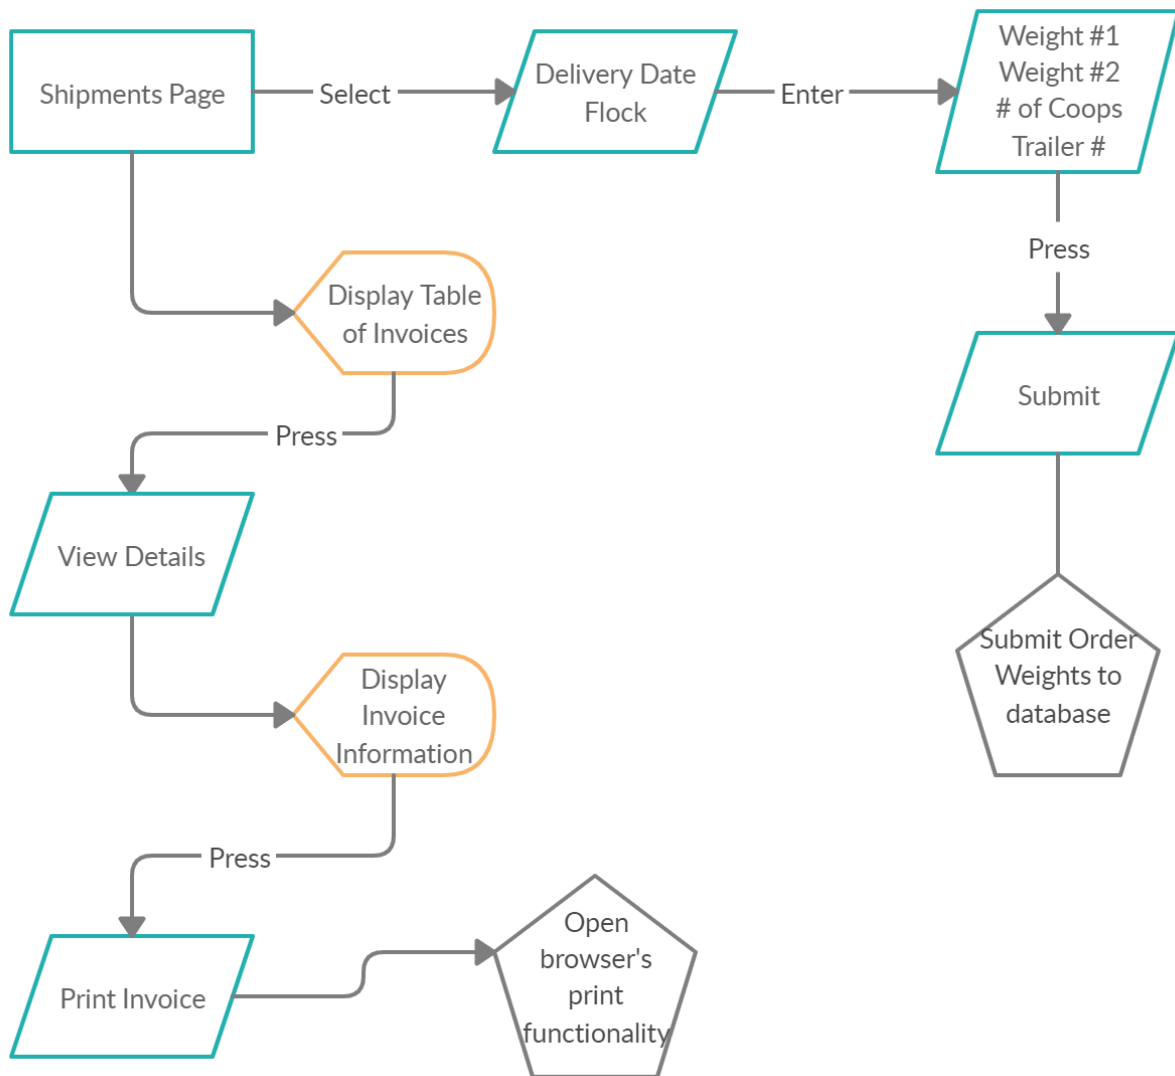 Shipments Page
Select
Delivery Date
Flock
Enter
Weight #1
Weight #2
# of Coops
Trailer #
Press
Submit
Submit Order
Weights to
database
Display Table
of Invoices
Press
View Details
Display
Invoice
Information
Press
Print Invoice
Open
browser's
print
functionality